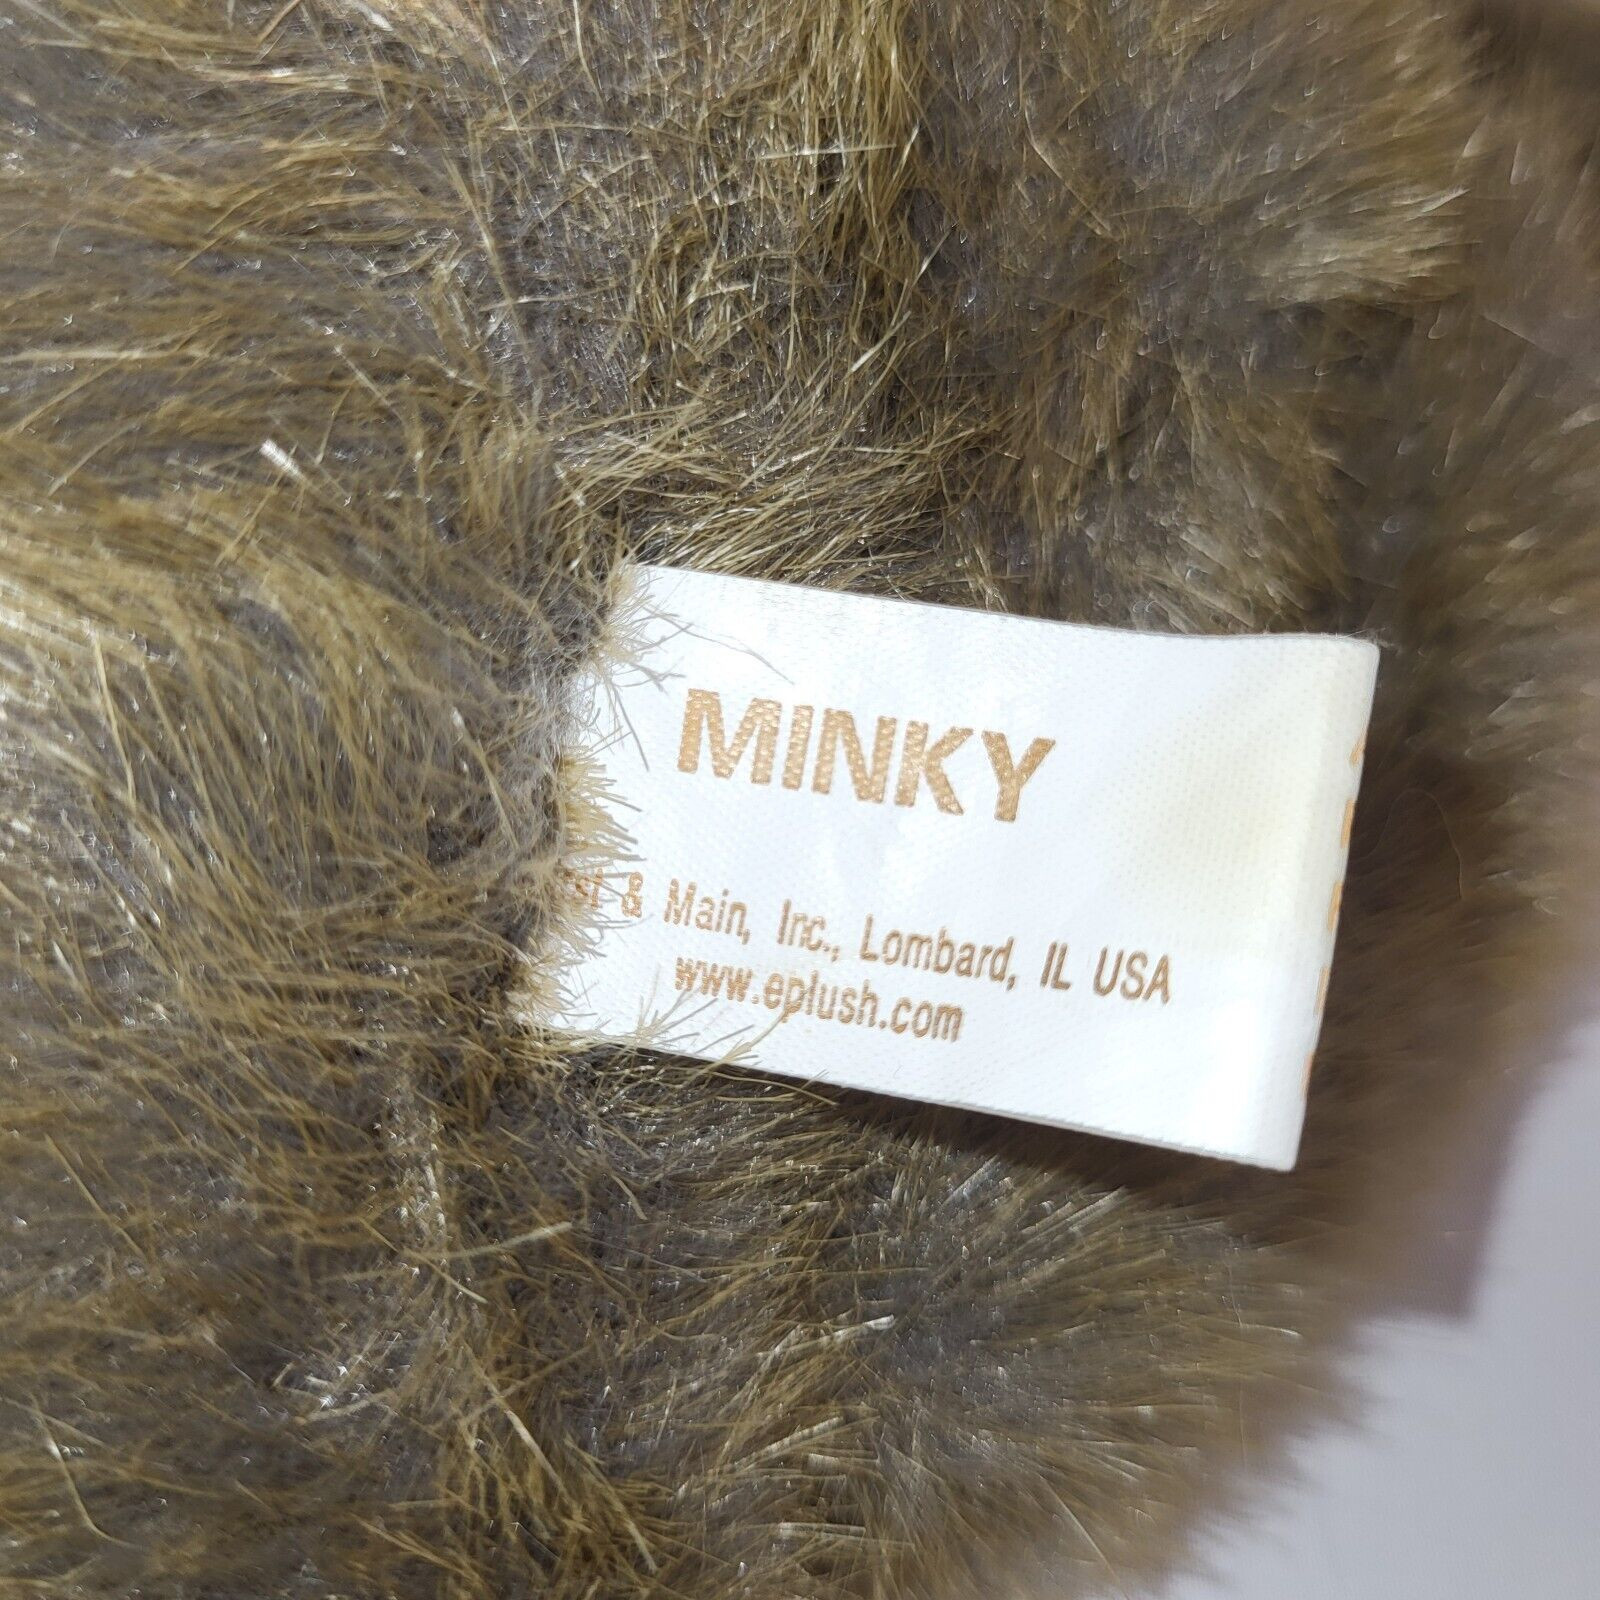 MINKY
& Main, Inc., Lombard, IL USA
www.eplush.com